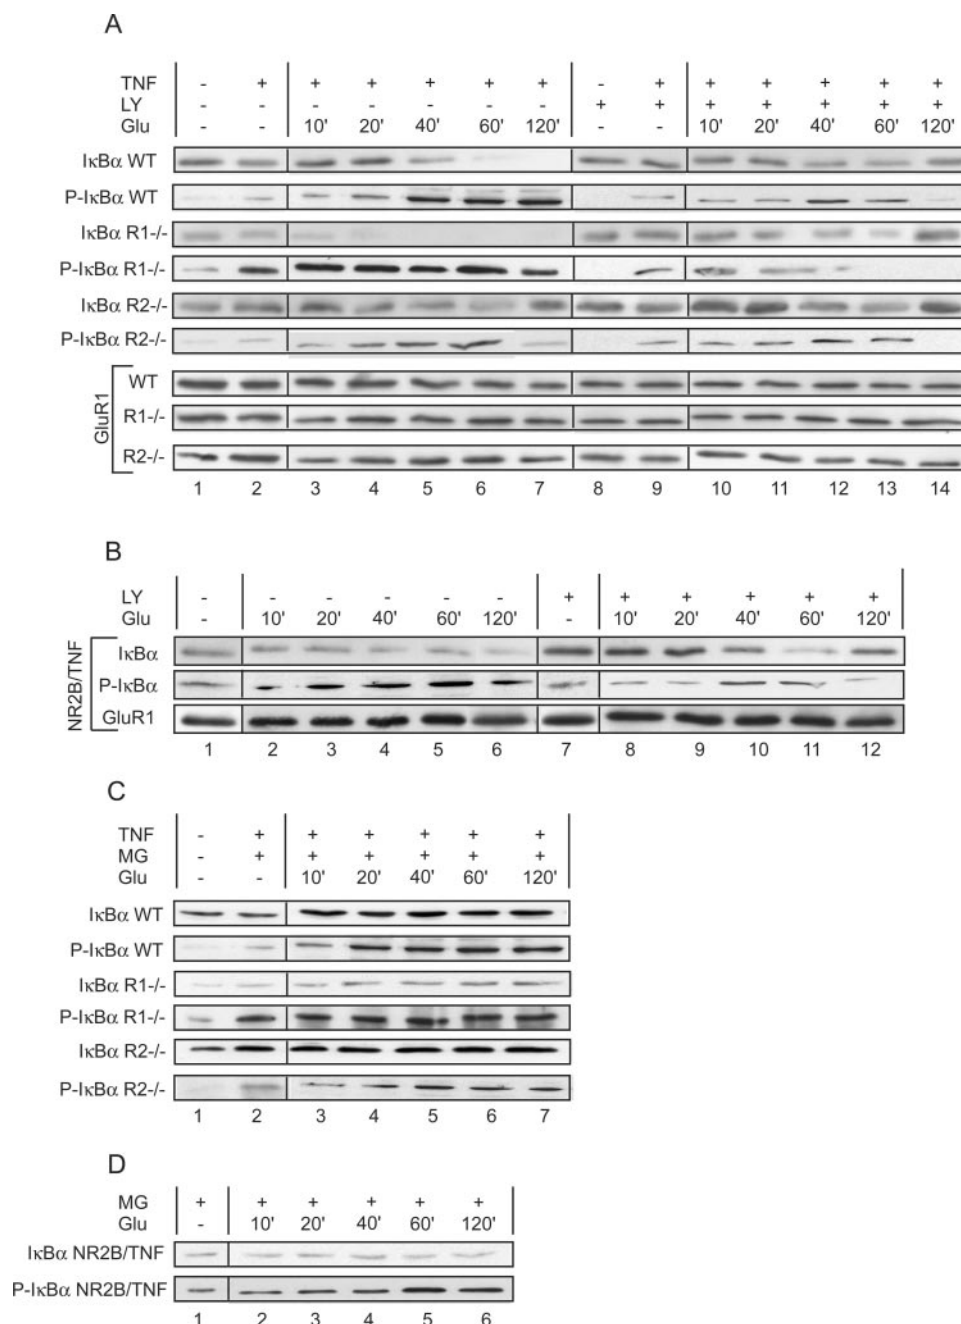 A
TNF - + + + + + + - + + + + + +
LY - - - - - - - + + + + + + +
Glu - - 10' 20' 40' 60' 120' - - 10' 20' 40' 60' 120'
IκBα WT
P-IκBα WT
IκBα R1-/-
P-IκBα R1-/-
IκBα R2-/-
P-IκBα R2-/-
GluR1
WT
R1-/-
R2-/-
1 2 3 4 5 6 7 8 9 10 11 12 13 14
B
LY - - - - - - + + + + + +
Glu - 10' 20' 40' 60' 120' - 10' 20' 40' 60' 120'
NR2B/TNF
IκBα
P-IκBα
GluR1
1 2 3 4 5 6 7 8 9 10 11 12
C
TNF - + + + + + +
MG - + + + + + +
Glu - - 10' 20' 40' 60' 120'
IκBα WT
P-IκBα WT
IκBα R1-/-
P-IκBα R1-/-
IκBα R2-/-
P-IκBα R2-/-
1 2 3 4 5 6 7
D
MG + + + + + +
Glu - 10' 20' 40' 60' 120'
IκBα NR2B/TNF
P-IκBα NR2B/TNF
1 2 3 4 5 6